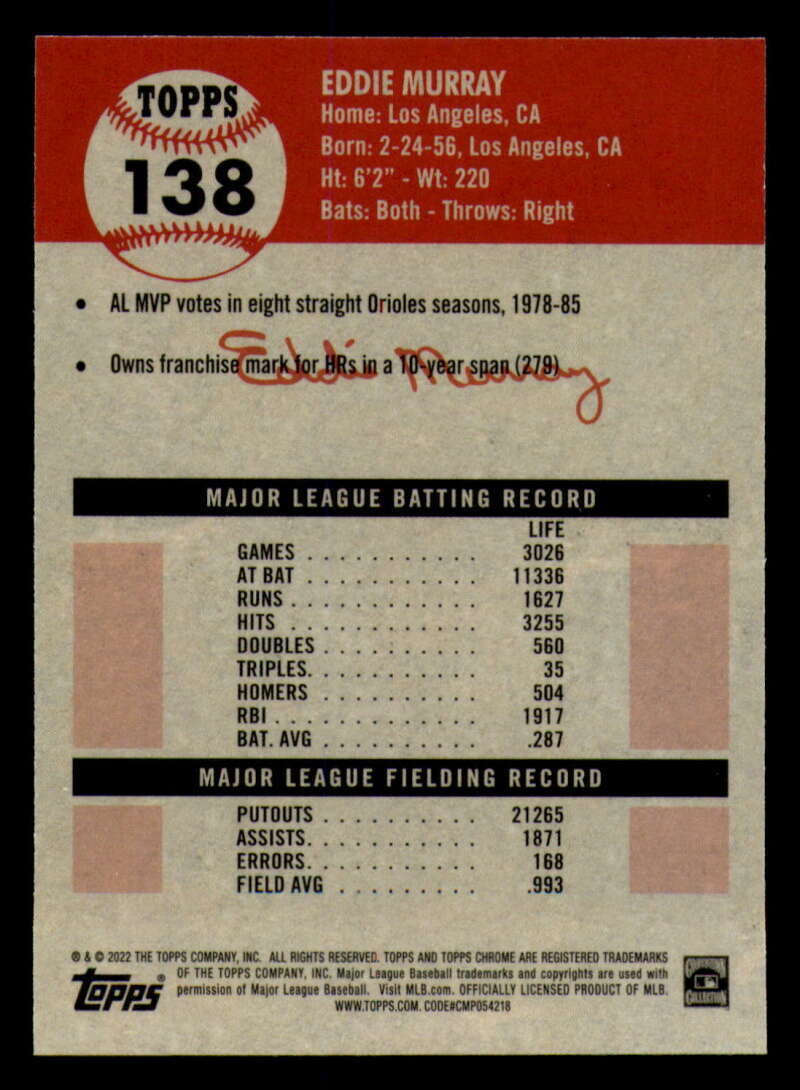 TOPPS
138
EDDIE MURRAY
Home: Los Angeles, CA
Born: 2-24-56, Los Angeles, CA
Ht: 6'2" - Wt: 220
Bats: Both - Throws: Right
• AL MVP votes in eight straight Orioles seasons, 1978-85
• Owns franchise mark for HRs in a 10-year span (279)
Eddie Murray
MAJOR LEAGUE BATTING RECORD
LIFE
GAMES . . . . . . . . . . . 3026
AT BAT . . . . . . . . . . . 11336
RUNS . . . . . . . . . . . . 1627
HITS . . . . . . . . . . . . 3255
DOUBLES . . . . . . . . . . 560
TRIPLES. . . . . . . . . . . 35
HOMERS . . . . . . . . . . 504
RBI . . . . . . . . . . . . . 1917
BAT. AVG . . . . . . . . . . .287
MAJOR LEAGUE FIELDING RECORD
PUTOUTS . . . . . . . . . . 21265
ASSISTS. . . . . . . . . . . 1871
ERRORS. . . . . . . . . . . 168
FIELD AVG . . . . . . . . . .993
® & © 2022 THE TOPPS COMPANY, INC. ALL RIGHTS RESERVED. TOPPS AND TOPPS CHROME ARE REGISTERED TRADEMARKS
OF THE TOPPS COMPANY, INC. Major League Baseball trademarks and copyrights are used with
permission of Major League Baseball. Visit MLB.com. OFFICIALLY LICENSED PRODUCT OF MLB.
WWW.TOPPS.COM. CODE#CMP054218
Topps®
COOPERSTOWN
COLLECTION